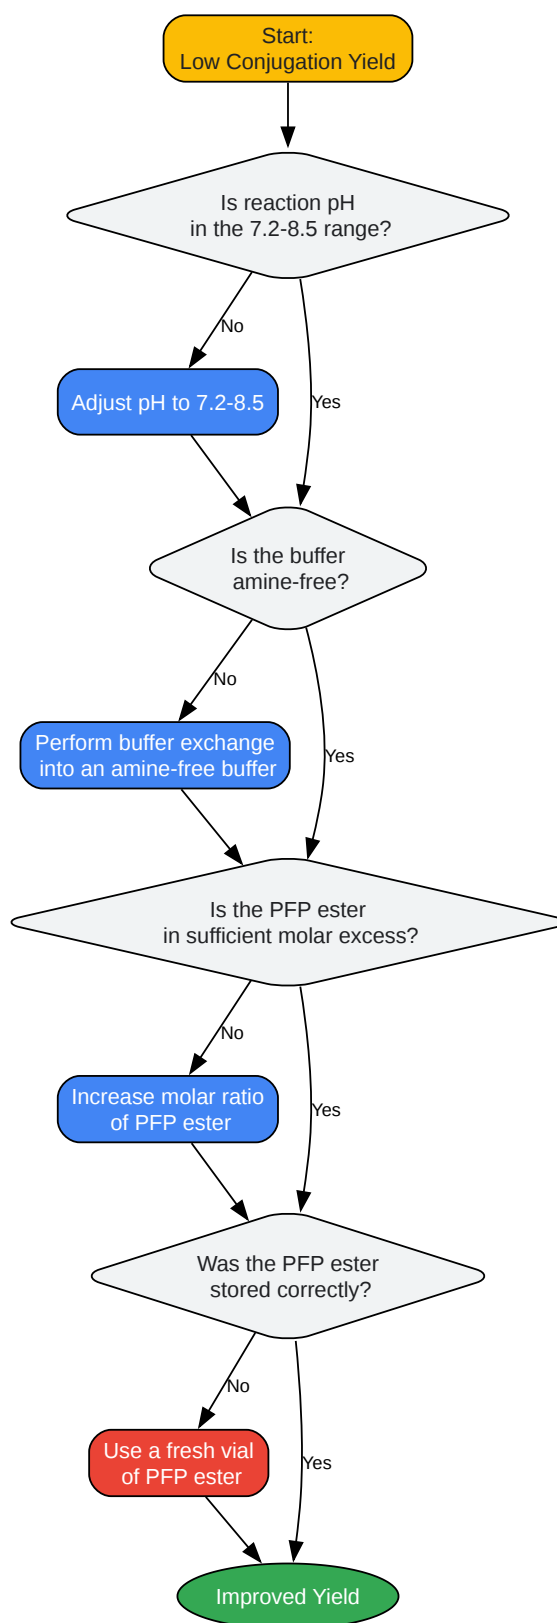 Start:
Low Conjugation Yield
Is reaction pH
in the 7.2-8.5 range?
No
Adjust pH to 7.2-8.5
Yes
Is the buffer
amine-free?
No
Perform buffer exchange
into an amine-free buffer
Yes
Is the PFP ester
in sufficient molar excess?
No
Increase molar ratio
of PFP ester
Yes
Was the PFP ester
stored correctly?
No
Use a fresh vial
of PFP ester
Yes
Improved Yield